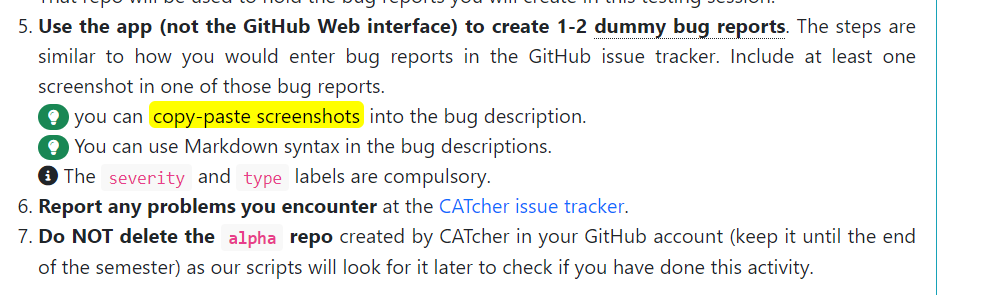 That repo will be used to hold the bug reports you will create in this testing session.
5. Use the app (not the GitHub Web interface) to create 1-2 dummy bug reports. The steps are
similar to how you would enter bug reports in the GitHub issue tracker. Include at least one
screenshot in one of those bug reports.
you can copy-paste screenshots into the bug description.
You can use Markdown syntax in the bug descriptions.
The severity and type labels are compulsory.
6. Report any problems you encounter at the CATcher issue tracker.
7. Do NOT delete the alpha repo created by CATcher in your GitHub account (keep it until the end
of the semester) as our scripts will look for it later to check if you have done this activity.